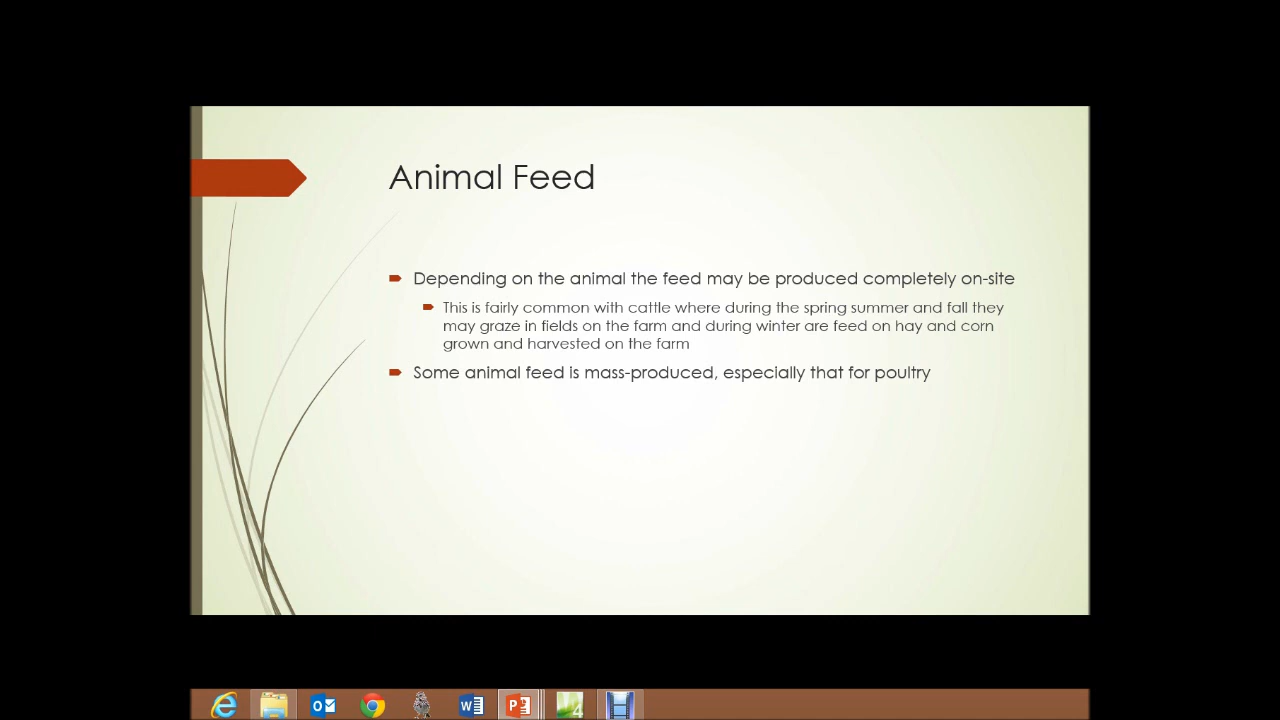 Animal Feed
Depending on the animal the feed may be produced completely on-site
This is fairly common with cattle where during the spring summer and fall they
may graze in fields on the farm and during winter are feed on hay and corn
grown and harvested on the farm
Some animal feed is mass-produced, especially that for poultry